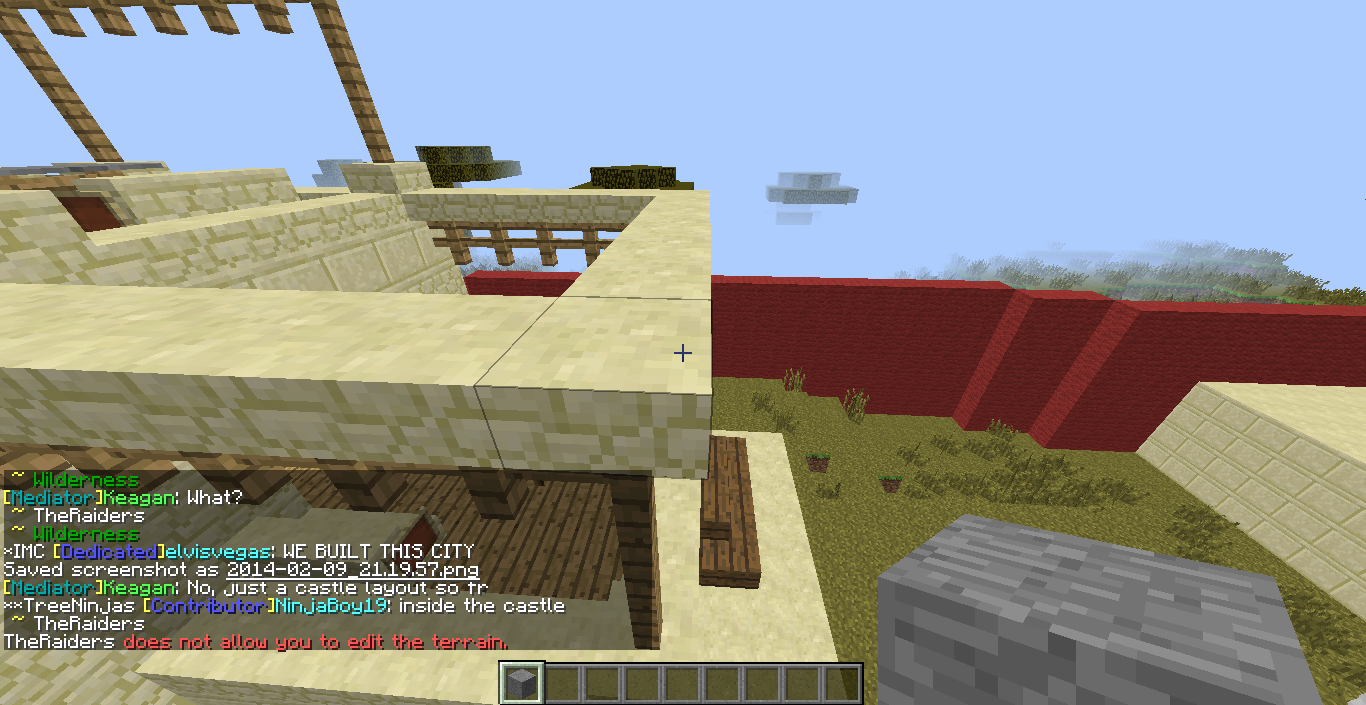 ~ Wilderness
[Mediator]Keagan: What?
~ TheRaiders
~ Wilderness
*IMC [Dedicated]elvisvegas: WE BUILT THIS CITY
Saved screenshot as 2014-02-09_21.19.57.png
[Mediator]Keagan: No, just a castle layout so fr
**TreeNinjas [Contributor]NinjaBoy19: inside the castle
~ TheRaiders
TheRaiders does not allow you to edit the terrain.